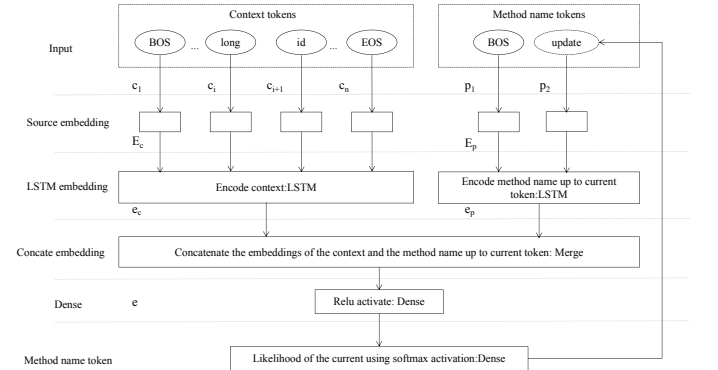 Context tokens
Method name tokens
Input
BOS
...
long
id
...
EOS
BOS
update
c1
ci
ci+1
cn
p1
p2
Source embedding
Ec
Ep
LSTM embedding
Encode context:LSTM
Encode method name up to current
token:LSTM
ec
ep
Concate embedding
Concatenate the embeddings of the context and the method name up to current token: Merge
Dense
e
Relu activate: Dense
Method name token
Likelihood of the current using softmax activation:Dense